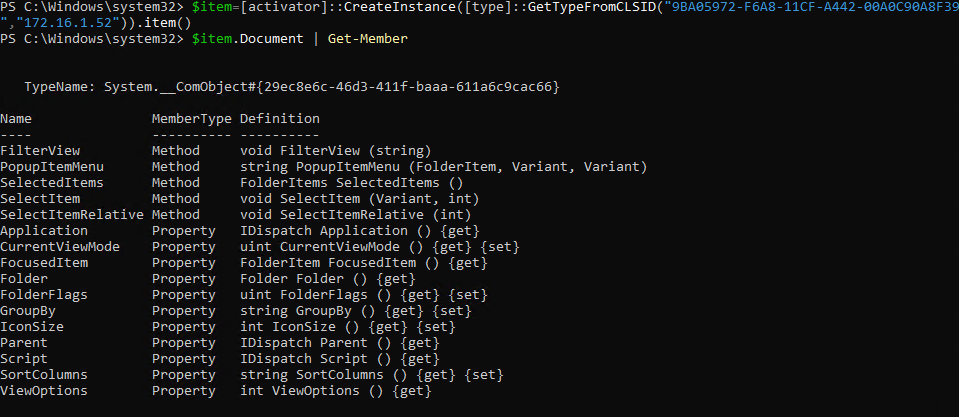 PS C:\Windows\system32> $item=[activator]::CreateInstance([type]::GetTypeFromCLSID("9BA05972-F6A8-11CF-A442-00A0C90A8F39
","172.16.1.52")).item()
PS C:\Windows\system32> $item.Document | Get-Member
TypeName: System.__ComObject#{29ec8e6c-46d3-411f-baaa-611a6c9cac66}
Name MemberType Definition
---- ---------- ----------
FilterView Method void FilterView (string)
PopupItemMenu Method string PopupItemMenu (FolderItem, Variant, Variant)
SelectedItems Method FolderItems SelectedItems ()
SelectItem Method void SelectItem (Variant, int)
SelectItemRelative Method void SelectItemRelative (int)
Application Property IDispatch Application () {get}
CurrentViewMode Property uint CurrentViewMode () {get} {set}
FocusedItem Property FolderItem FocusedItem () {get}
Folder Property Folder Folder () {get}
FolderFlags Property uint FolderFlags () {get} {set}
GroupBy Property string GroupBy () {get} {set}
IconSize Property int IconSize () {get} {set}
Parent Property IDispatch Parent () {get}
Script Property IDispatch Script () {get}
SortColumns Property string SortColumns () {get} {set}
ViewOptions Property int ViewOptions () {get}